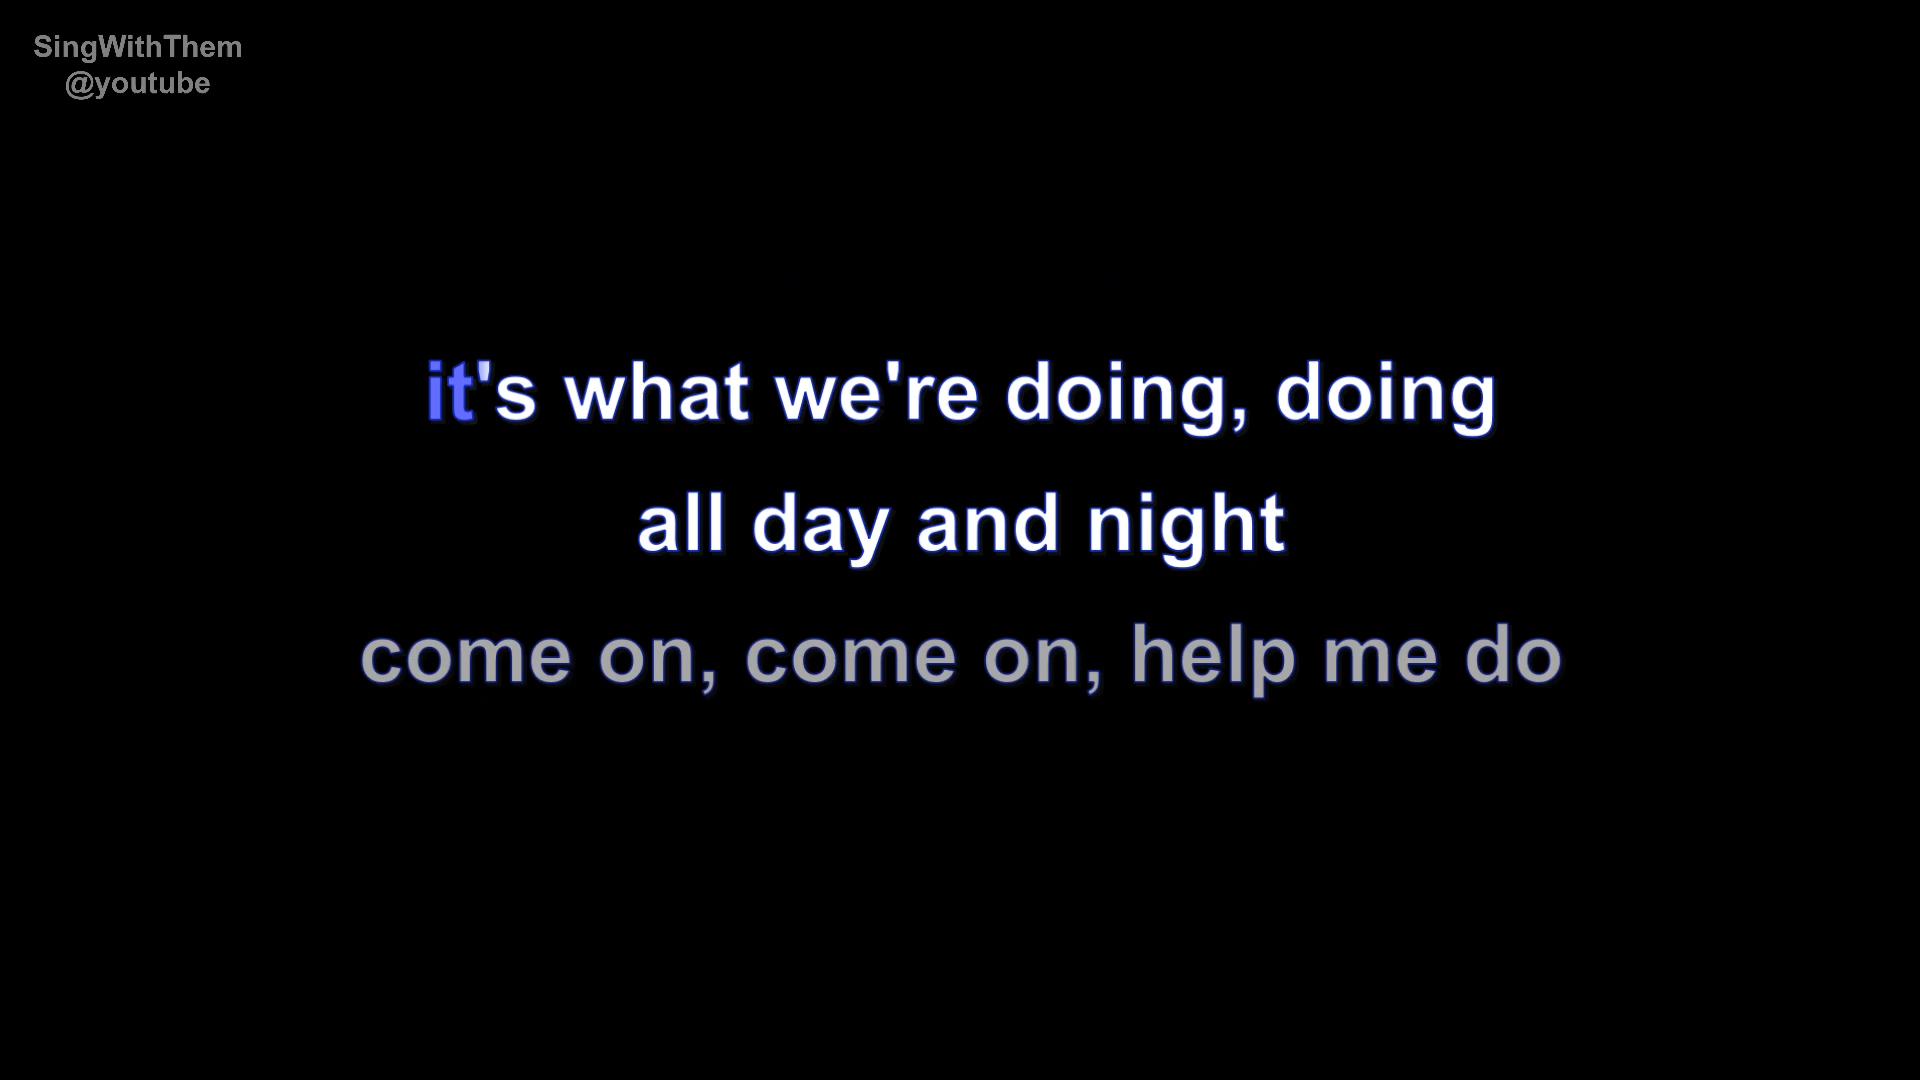 SingWithThem
@youtube
it's what we're doing, doing
all day and night
come on, come on, help me do